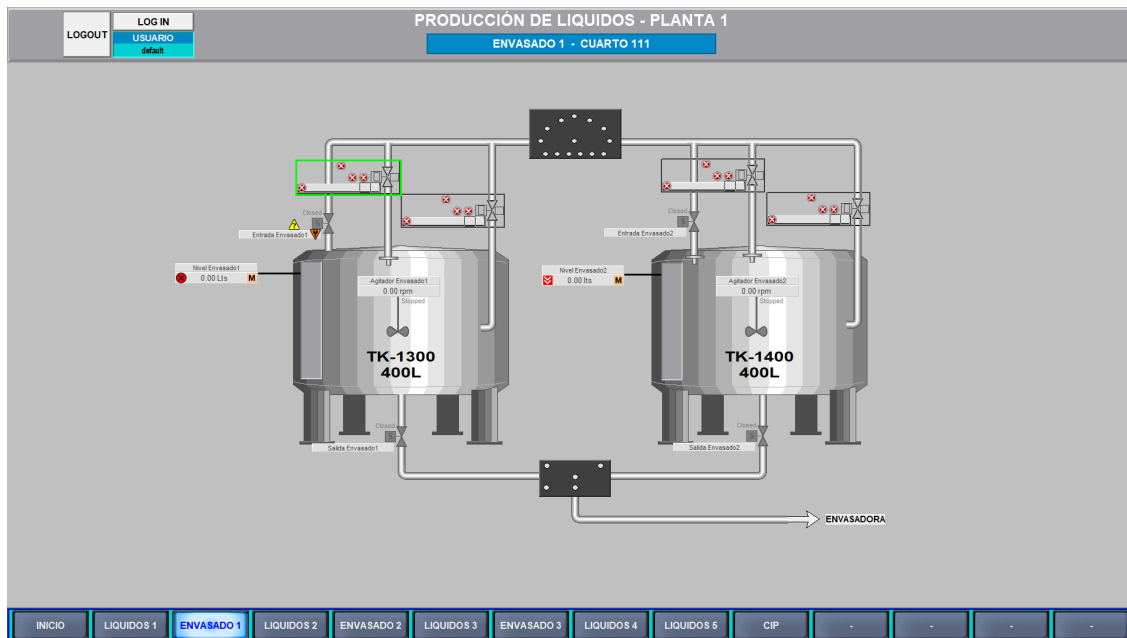 LOGOUT
LOG IN
USUARIO
default
PRODUCCIÓN DE LIQUIDOS - PLANTA 1
ENVASADO 1 - CUARTO 111
Closed
S
Entrada Envasado1
Closed
S
Entrada Envasado2
Nivel Envasado1
0.00 Lts M
Nivel Envasado2
0.00 lts M
Agitador Envasado1
0.00 rpm
Stopped
Agitador Envasado2
0.00 rpm
Stopped
TK-1300
400L
TK-1400
400L
Closed
S
Salida Envasado1
Closed
S
Salida Envasado2
ENVASADORA
INICIO
LIQUIDOS 1
ENVASADO 1
LIQUIDOS 2
ENVASADO 2
LIQUIDOS 3
ENVASADO 3
LIQUIDOS 4
LIQUIDOS 5
CIP
-
-
-
-